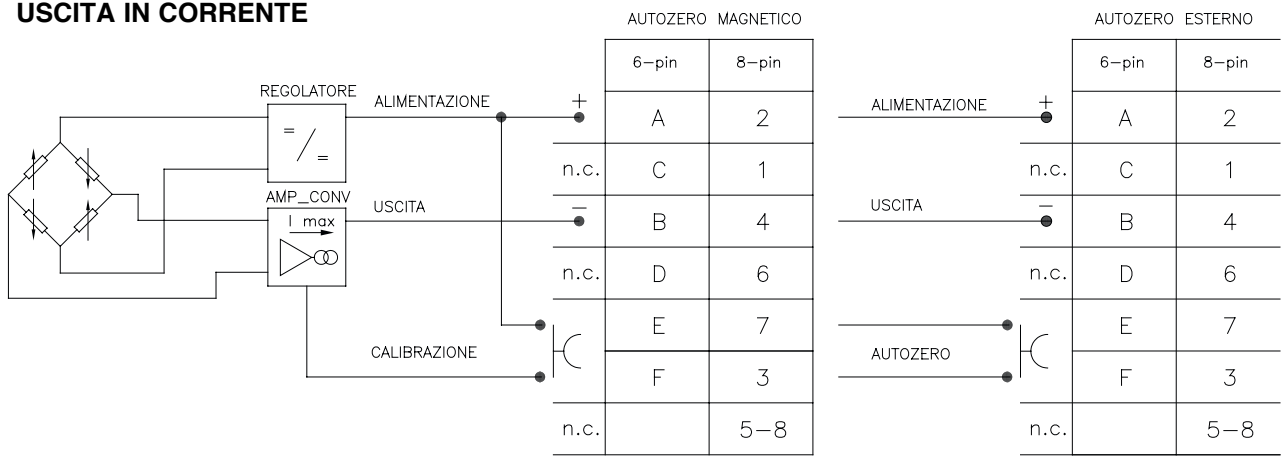 USCITA IN CORRENTE
AUTOZERO MAGNETICO
6-pin 8-pin
REGOLATORE
= / =
ALIMENTAZIONE + A 2
n.c. C 1
AMP_CONV
I max
USCITA - B 4
n.c. D 6
E 7
CALIBRAZIONE
F 3
n.c. 5-8
AUTOZERO ESTERNO
6-pin 8-pin
ALIMENTAZIONE + A 2
n.c. C 1
USCITA - B 4
n.c. D 6
E 7
AUTOZERO
F 3
n.c. 5-8